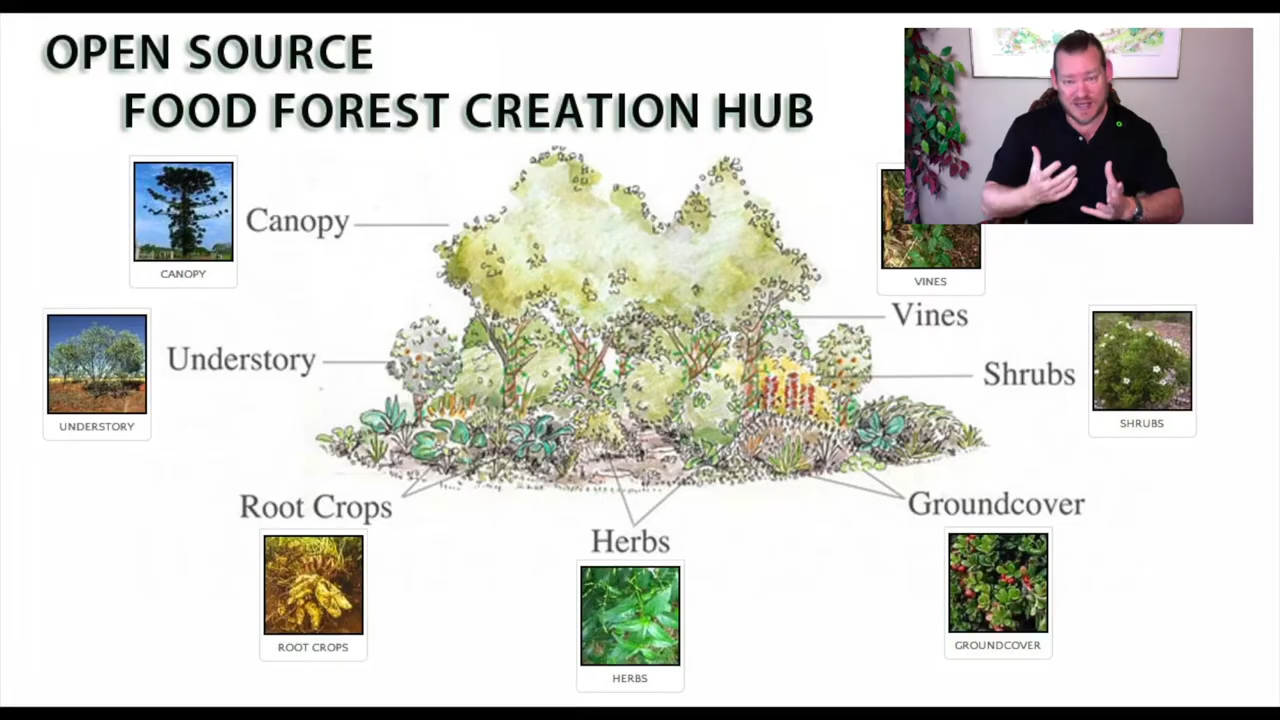 OPEN SOURCE
FOOD FOREST CREATION HUB
Canopy
CANOPY
VINES
Vines
Understory
UNDERSTORY
Shrubs
SHRUBS
Root Crops
ROOT CROPS
Herbs
HERBS
Groundcover
GROUNDCOVER